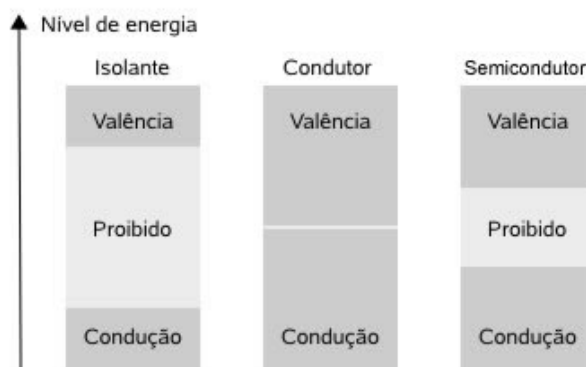 Nível de energia
Isolante
Condutor
Semicondutor
Valência
Valência
Valência
Proibido
Proibido
Condução
Condução
Condução